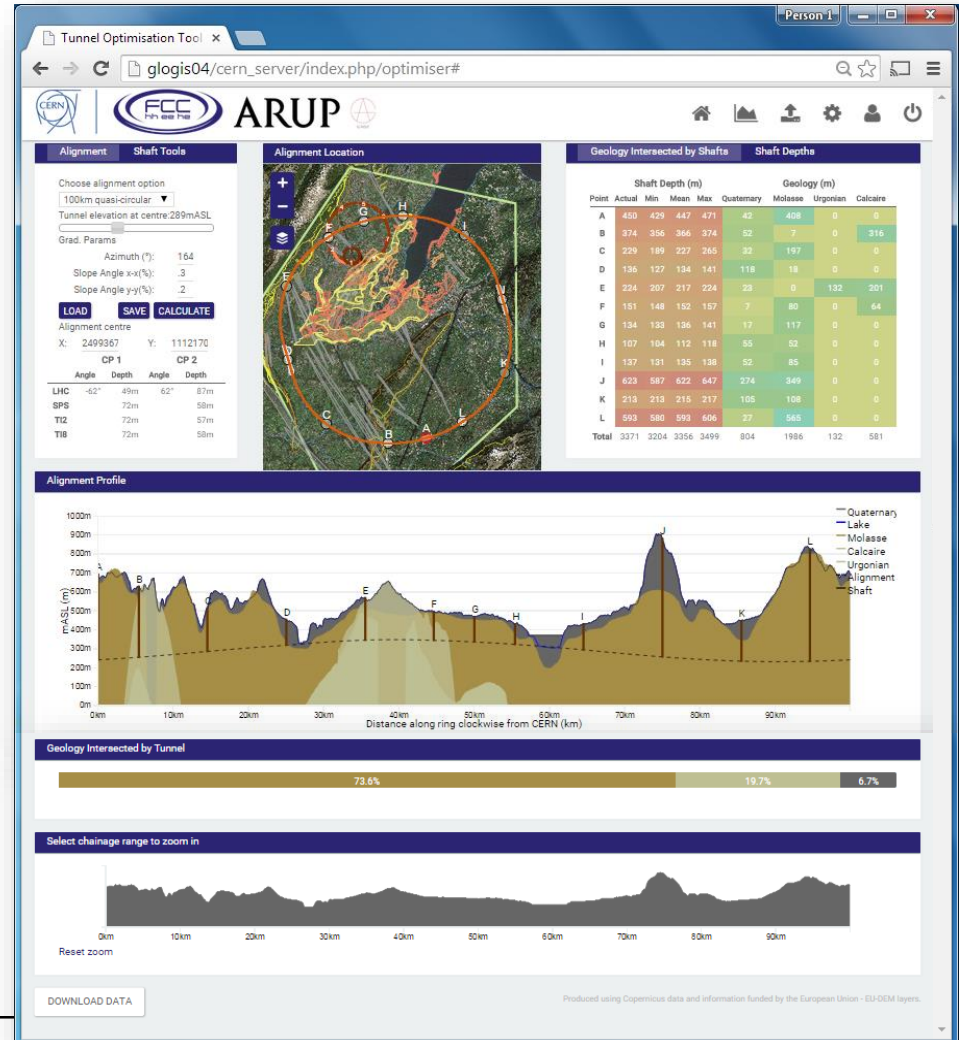 Person 1
Tunnel Optimisation Tool ×
glogis04/cern_server/index.php/optimiser#
CERN
FCC
hh ee he
ARUP
Alignment Shaft Tools
Choose alignment option
100km quasi-circular
Tunnel elevation at centre:289mASL
Grad. Params
Azimuth (°): 164
Slope Angle x-x(%): .3
Slope Angle y-y(%): .2
LOAD SAVE CALCULATE
Alignment centre
X: 2499367 Y: 1112170
CP 1 CP 2
Angle Depth Angle Depth
LHC -62° 49m 62° 87m
SPS 72m 58m
TI2 72m 57m
TI8 72m 58m
Alignment Location
+
−
G
H
F
I
E
J
D
K
C
L
B
A
Geology Intersected by Shafts Shaft Depths
Shaft Depth (m) Geology (m)
Point Actual Min Mean Max Quaternary Molasse Urgonian Calcaire
A 450 429 447 471 42 408 0 0
B 374 356 366 374 52 7 0 316
C 229 189 227 265 32 197 0 0
D 136 127 134 141 118 18 0 0
E 224 207 217 224 23 0 132 201
F 151 148 152 157 7 80 0 64
G 134 133 136 141 17 117 0 0
H 107 104 112 118 55 52 0 0
I 137 131 135 138 52 85 0 0
J 623 587 622 647 274 349 0 0
K 213 213 215 217 105 108 0 0
L 593 580 593 606 27 565 0 0
Total 3371 3204 3356 3499 804 1986 132 581
Alignment Profile
mASL (m)
1000m
900m
800m
700m
600m
500m
400m
300m
200m
100m
0m
A B C D E F G H I J K L
Quaternary
Lake
Molasse
Calcaire
Urgonian
Alignment
Shaft
0km 10km 20km 30km 40km 50km 60km 70km 80km 90km
Distance along ring clockwise from CERN (km)
Geology Intersected by Tunnel
73.6% 19.7% 6.7%
Select chainage range to zoom in
0km 10km 20km 30km 40km 50km 60km 70km 80km 90km
Reset zoom
DOWNLOAD DATA
Produced using Copernicus data and information funded by the European Union - EU-DEM layers.